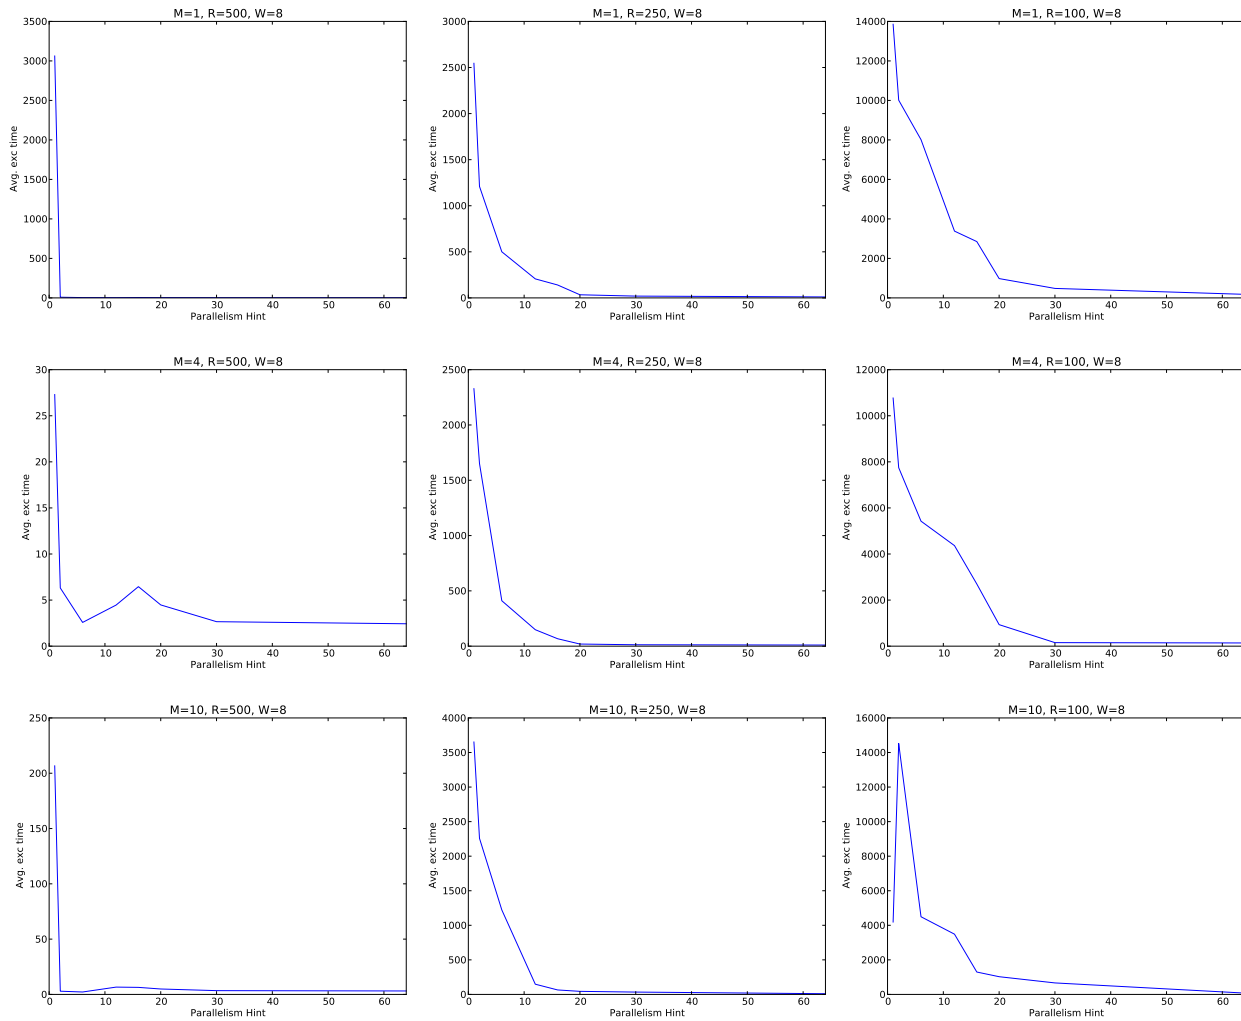 M=1, R=500, W=8
3500
3000
2500
2000
1500
1000
500
0
Avg. exc time
0 10 20 30 40 50 60
Parallelism Hint
M=1, R=250, W=8
3000
2500
2000
1500
1000
500
0
Avg. exc time
0 10 20 30 40 50 60
Parallelism Hint
M=1, R=100, W=8
14000
12000
10000
8000
6000
4000
2000
0
Avg. exc time
0 10 20 30 40 50 60
Parallelism Hint
M=4, R=500, W=8
30
25
20
15
10
5
0
Avg. exc time
0 10 20 30 40 50 60
Parallelism Hint
M=4, R=250, W=8
2500
2000
1500
1000
500
0
Avg. exc time
0 10 20 30 40 50 60
Parallelism Hint
M=4, R=100, W=8
12000
10000
8000
6000
4000
2000
0
Avg. exc time
0 10 20 30 40 50 60
Parallelism Hint
M=10, R=500, W=8
250
200
150
100
50
0
Avg. exc time
0 10 20 30 40 50 60
Parallelism Hint
M=10, R=250, W=8
4000
3500
3000
2500
2000
1500
1000
500
0
Avg. exc time
0 10 20 30 40 50 60
Parallelism Hint
M=10, R=100, W=8
16000
14000
12000
10000
8000
6000
4000
2000
0
Avg. exc time
0 10 20 30 40 50 60
Parallelism Hint